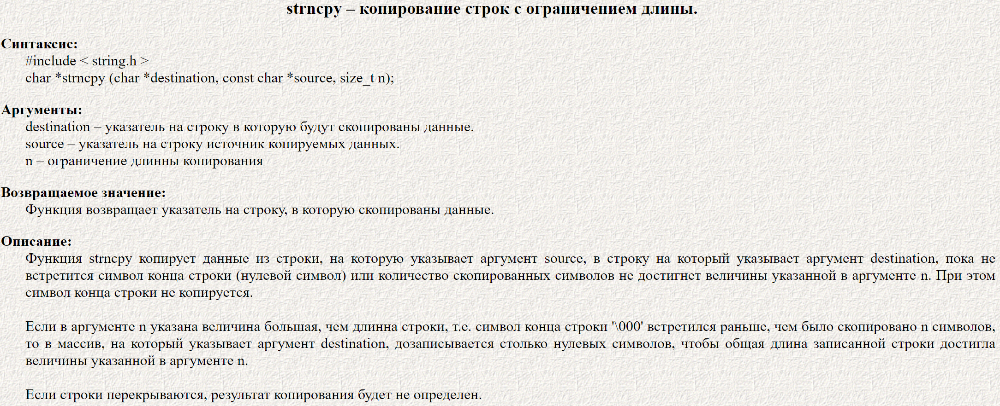 strncpy – копирование строк с ограничением длины.
Синтаксис:
#include < string.h >
char *strncpy (char *destination, const char *source, size_t n);
Аргументы:
destination – указатель на строку в которую будут скопированы данные.
source – указатель на строку источник копируемых данных.
n – ограничение длинны копирования
Возвращаемое значение:
Функция возвращает указатель на строку, в которую скопированы данные.
Описание:
Функция strncpy копирует данные из строки, на которую указывает аргумент source, в строку на который указывает аргумент destination, пока не
встретится символ конца строки (нулевой символ) или количество скопированных символов не достигнет величины указанной в аргументе n. При этом
символ конца строки не копируется.
Если в аргументе n указана величина большая, чем длинна строки, т.е. символ конца строки '\000' встретился раньше, чем было скопировано n символов,
то в массив, на который указывает аргумент destination, дозаписывается столько нулевых символов, чтобы общая длина записанной строки достигла
величины указанной в аргументе n.
Если строки перекрываются, результат копирования будет не определен.